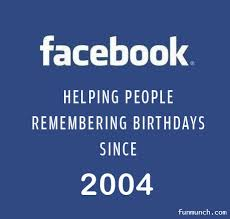 facebook®
HELPING PEOPLE
REMEMBERING BIRTHDAYS
SINCE
2004
funmunch.com